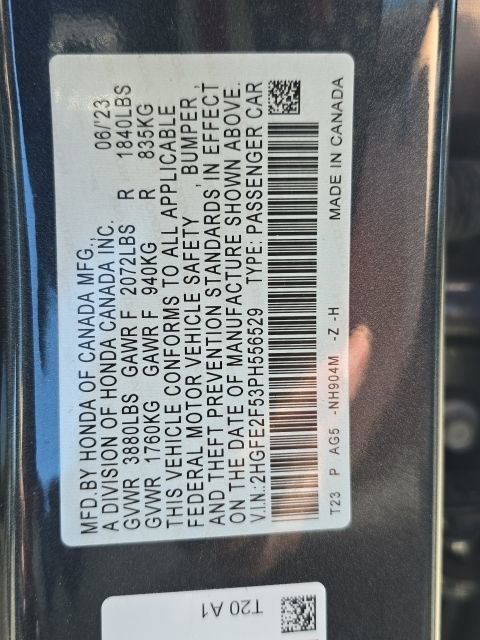 MFD.BY HONDA OF CANADA MFG.,
A DIVISION OF HONDA CANADA INC. 06/'23
GVWR 3880LBS GAWR F 2072LBS R 1840LBS
GVWR 1760KG GAWR F 940KG R 835KG
THIS VEHICLE CONFORMS TO ALL APPLICABLE
FEDERAL MOTOR VEHICLE SAFETY , BUMPER ,
AND THEFT PREVENTION STANDARDS IN EFFECT
ON THE DATE OF MANUFACTURE SHOWN ABOVE.
V.I.N.:2HGFE2F53PH556529 TYPE: PASSENGER CAR
T23 P AG5 -NH904M -Z -H MADE IN CANADA
T20 A1